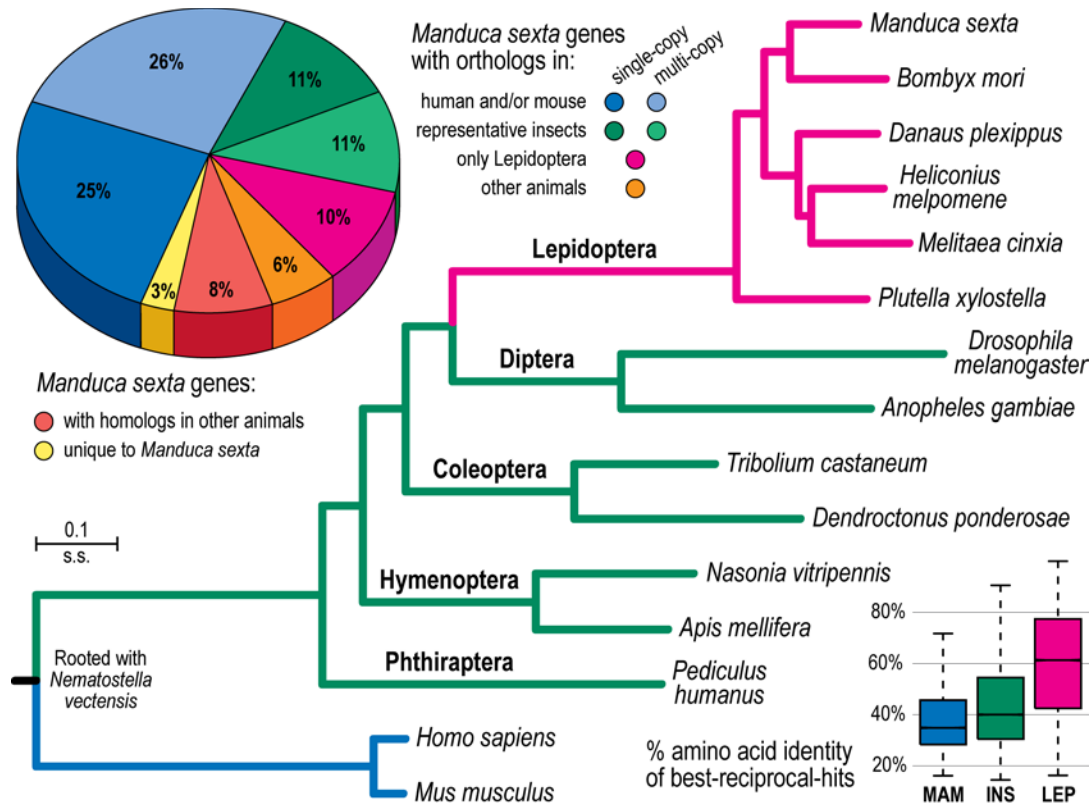 26%
11%
11%
10%
6%
8%
3%
25%
Manduca sexta genes
with orthologs in:
single-copy
multi-copy
human and/or mouse
representative insects
only Lepidoptera
other animals
Manduca sexta genes:
with homologs in other animals
unique to Manduca sexta
0.1
s.s.
Rooted with
Nematostella
vectensis
Lepidoptera
Diptera
Coleoptera
Hymenoptera
Phthiraptera
Manduca sexta
Bombyx mori
Danaus plexippus
Heliconius
melpomene
Melitaea cinxia
Plutella xylostella
Drosophila
melanogaster
Anopheles gambiae
Tribolium castaneum
Dendroctonus ponderosae
Nasonia vitripennis
Apis mellifera
Pediculus
humanus
Homo sapiens
Mus musculus
% amino acid identity
of best-reciprocal-hits
80%
60%
40%
20%
MAM INS LEP